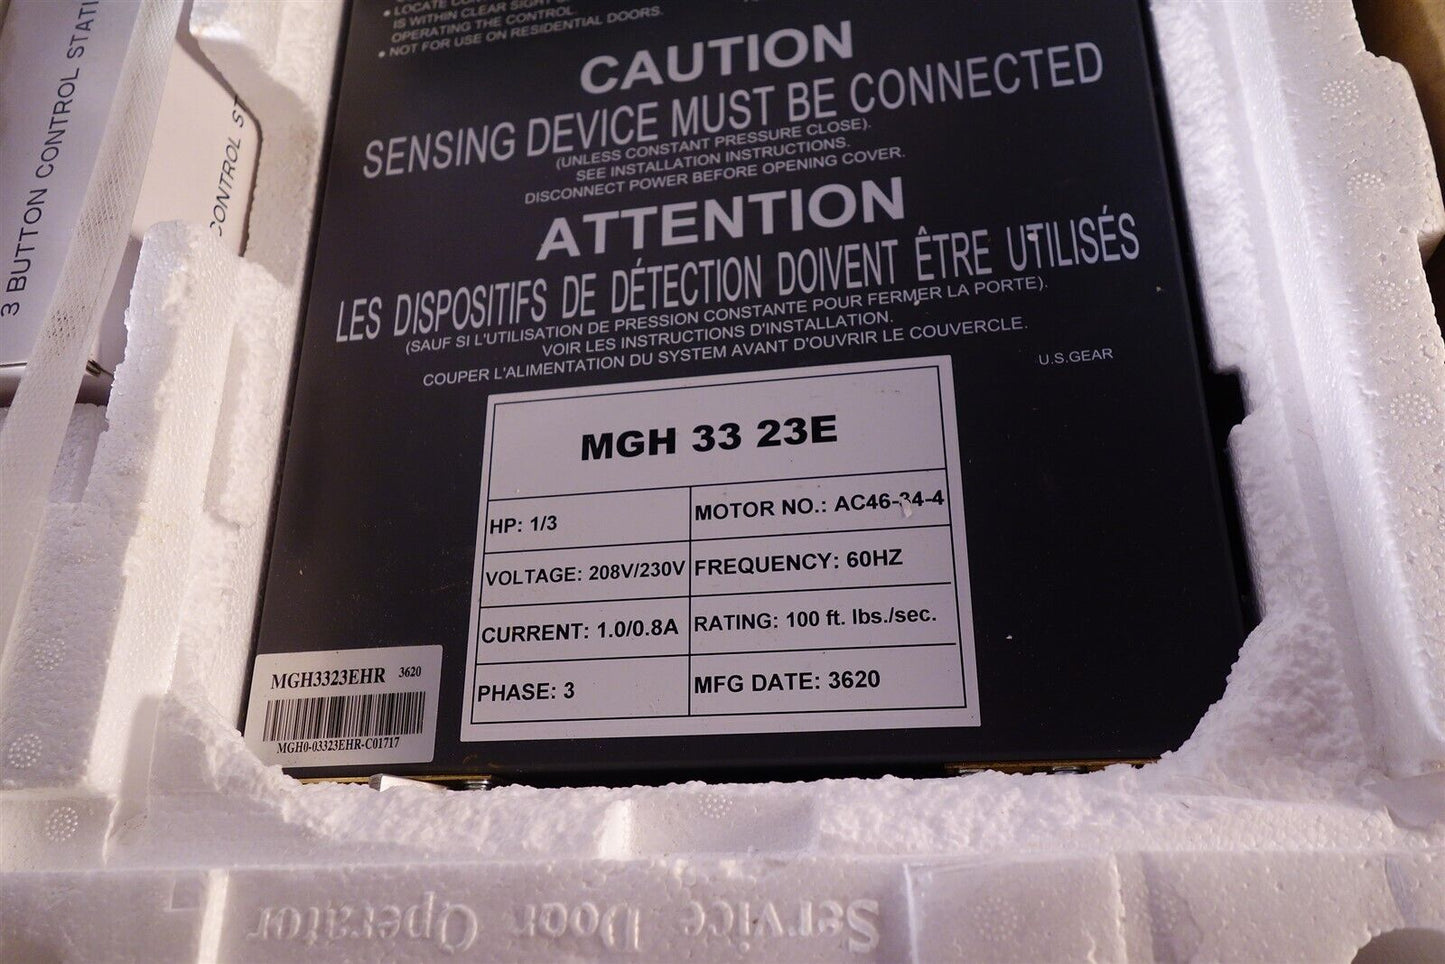 IS WITHIN CLEAR SIGHT
OPERATING THE CONTROL.
• NOT FOR USE ON RESIDENTIAL DOORS.
CAUTION
SENSING DEVICE MUST BE CONNECTED
(UNLESS CONSTANT PRESSURE CLOSE).
SEE INSTALLATION INSTRUCTIONS.
DISCONNECT POWER BEFORE OPENING COVER.
ATTENTION
LES DISPOSITIFS DE DÉTECTION DOIVENT ÊTRE UTILISÉS
(SAUF SI L'UTILISATION DE PRESSION CONSTANTE POUR FERMER LA PORTE).
VOIR LES INSTRUCTIONS D'INSTALLATION.
COUPER L'ALIMENTATION DU SYSTEM AVANT D'OUVRIR LE COUVERCLE.
U.S.GEAR
MGH 33 23E
HP: 1/3
MOTOR NO.: AC46-34-4
VOLTAGE: 208V/230V
FREQUENCY: 60HZ
CURRENT: 1.0/0.8A
RATING: 100 ft. lbs./sec.
PHASE: 3
MFG DATE: 3620
MGH3323EHR 3620
MGH0-03323EHR-C01717
3 BUTTON CONTROL STATI
CONTROL ST
Service Door Operator